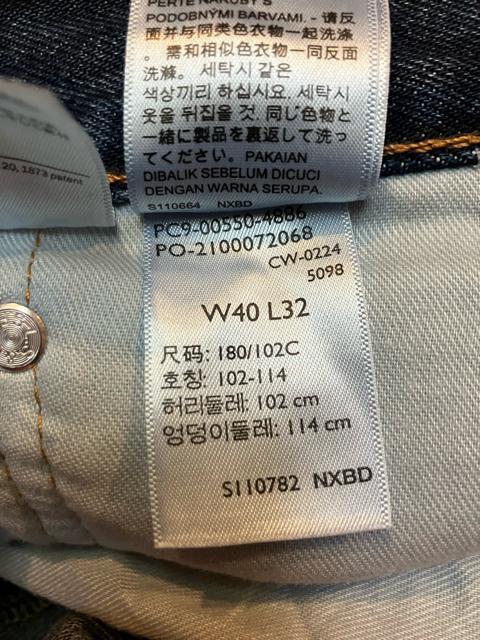 PERTE NARUBY S
PODOBNÝMI BARVAMI. - 请反
面并与同类色衣物一起洗涤
。需和相似色衣物一同反面
洗滌。세탁시 같은
색상끼리 하십시요. 세탁시
옷을 뒤집을 것. 同じ色物と
一緒に製品を裏返して洗っ
てください。PAKAIAN
DIBALIK SEBELUM DICUCI
DENGAN WARNA SERUPA.
S110664 NXBD
20, 1873 patent
PC9-00550-4886
PO-2100072068
CW-0224
5098
W40 L32
尺码: 180/102C
호칭: 102-114
허리둘레: 102 cm
엉덩이둘레: 114 cm
S110782 NXBD